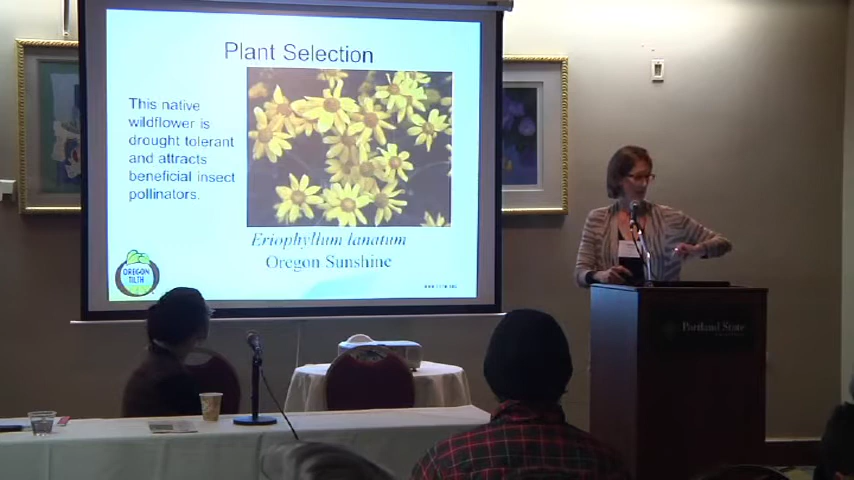 Plant Selection
This native
wildflower is
drought tolerant
and attracts
beneficial insect
pollinators.
Eriophyllum lanatum
Oregon Sunshine
OREGON
TILTH
Portland State